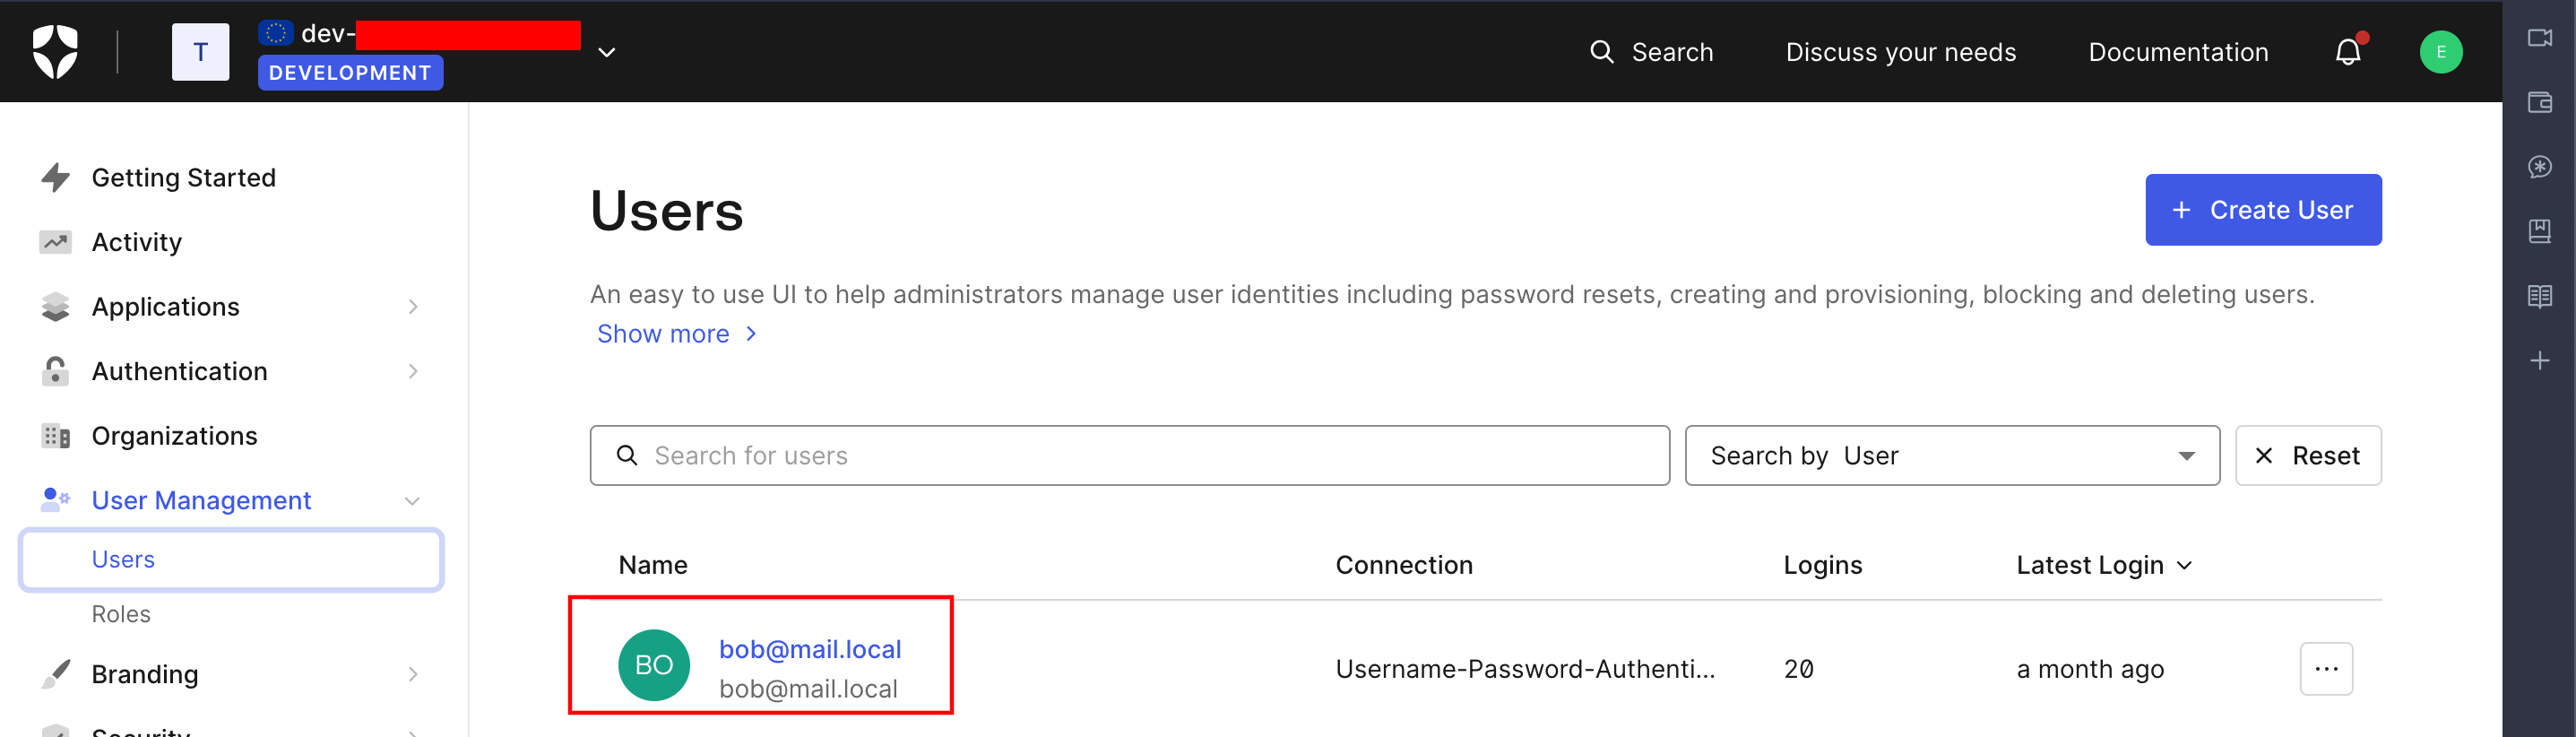 T
dev-
DEVELOPMENT
Search
Discuss your needs
Documentation
E
Getting Started
Activity
Applications
Authentication
Organizations
User Management
Users
Roles
Branding
Security
Users
+ Create User
An easy to use UI to help administrators manage user identities including password resets, creating and provisioning, blocking and deleting users.
Show more
Search for users
Search by User
Reset
Name Connection Logins Latest Login
BO
bob@mail.local
bob@mail.local
Username-Password-Authenti...
20
a month ago
...